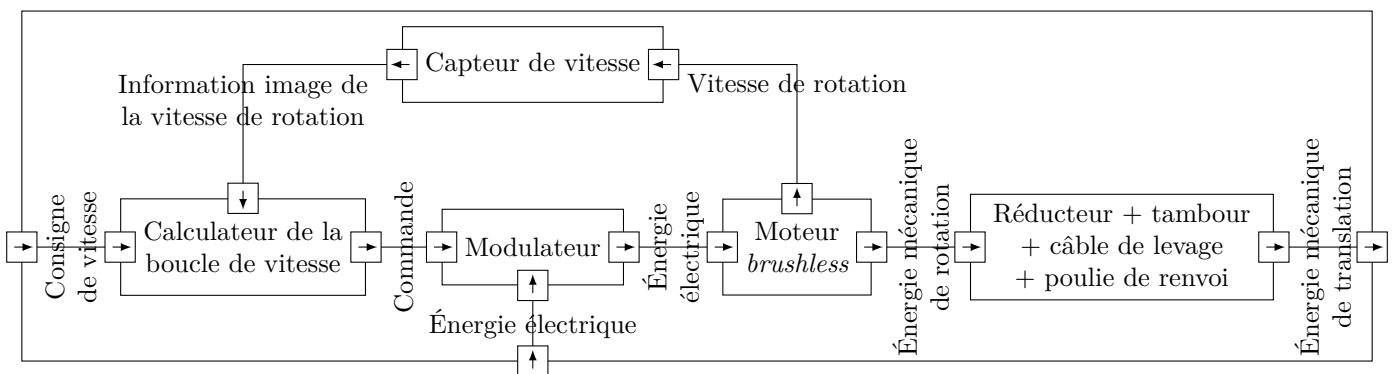 Capteur de vitesse
Information image de
la vitesse de rotation
Vitesse de rotation
Consigne
de vitesse
Calculateur de la
boucle de vitesse
Commande
Modulateur
Énergie
électrique
Moteur
brushless
Énergie mécanique
de rotation
Réducteur + tambour
+ câble de levage
+ poulie de renvoi
Énergie mécanique
de translation
Énergie électrique